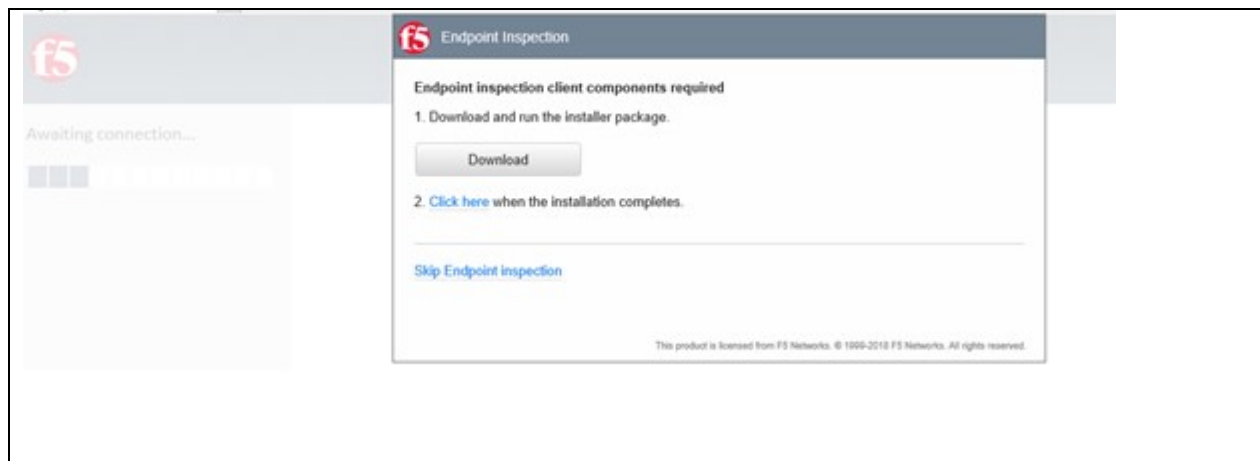 f5
Endpoint Inspection
f5
Endpoint inspection client components required
1. Download and run the installer package.
Awaiting connection...
Download
2. Click here when the installation completes.
Skip Endpoint inspection
This product is licensed from F5 Networks. © 1999-2018 F5 Networks. All rights reserved.